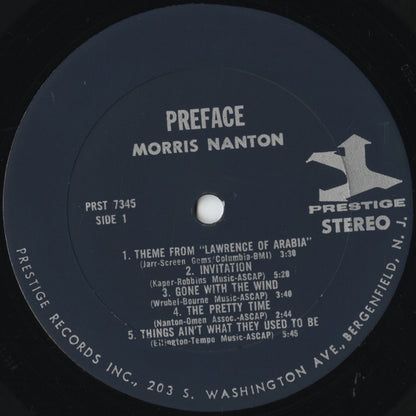 PREFACE
MORRIS NANTON
PRST 7345
SIDE 1
PRESTIGE
STEREO
1. THEME FROM "LAWRENCE OF ARABIA"
(Jarr-Screen Gems/Columbia-BMI) 3:30
2. INVITATION
(Kaper-Robbins Music-ASCAP) 5:20
3. GONE WITH THE WIND
(Wrubel-Bourne Music-ASCAP) 3:40
4. THE PRETTY TIME
(Nanton-Omen Assoc.-ASCAP) 4:40
5. THINGS AIN'T WHAT THEY USED TO BE
(Ellington-Tempo Music-ASCAP) 5:45
PRESTIGE RECORDS INC., 203 S. WASHINGTON AVE., BERGENFIELD, N. J.